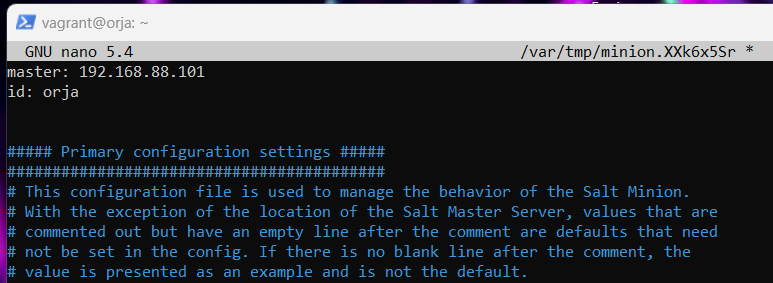 vagrant@orja: ~
GNU nano 5.4 /var/tmp/minion.XXk6x5Sr *
master: 192.168.88.101
id: orja
##### Primary configuration settings #####
##########################################
# This configuration file is used to manage the behavior of the Salt Minion.
# With the exception of the location of the Salt Master Server, values that are
# commented out but have an empty line after the comment are defaults that need
# not be set in the config. If there is no blank line after the comment, the
# value is presented as an example and is not the default.